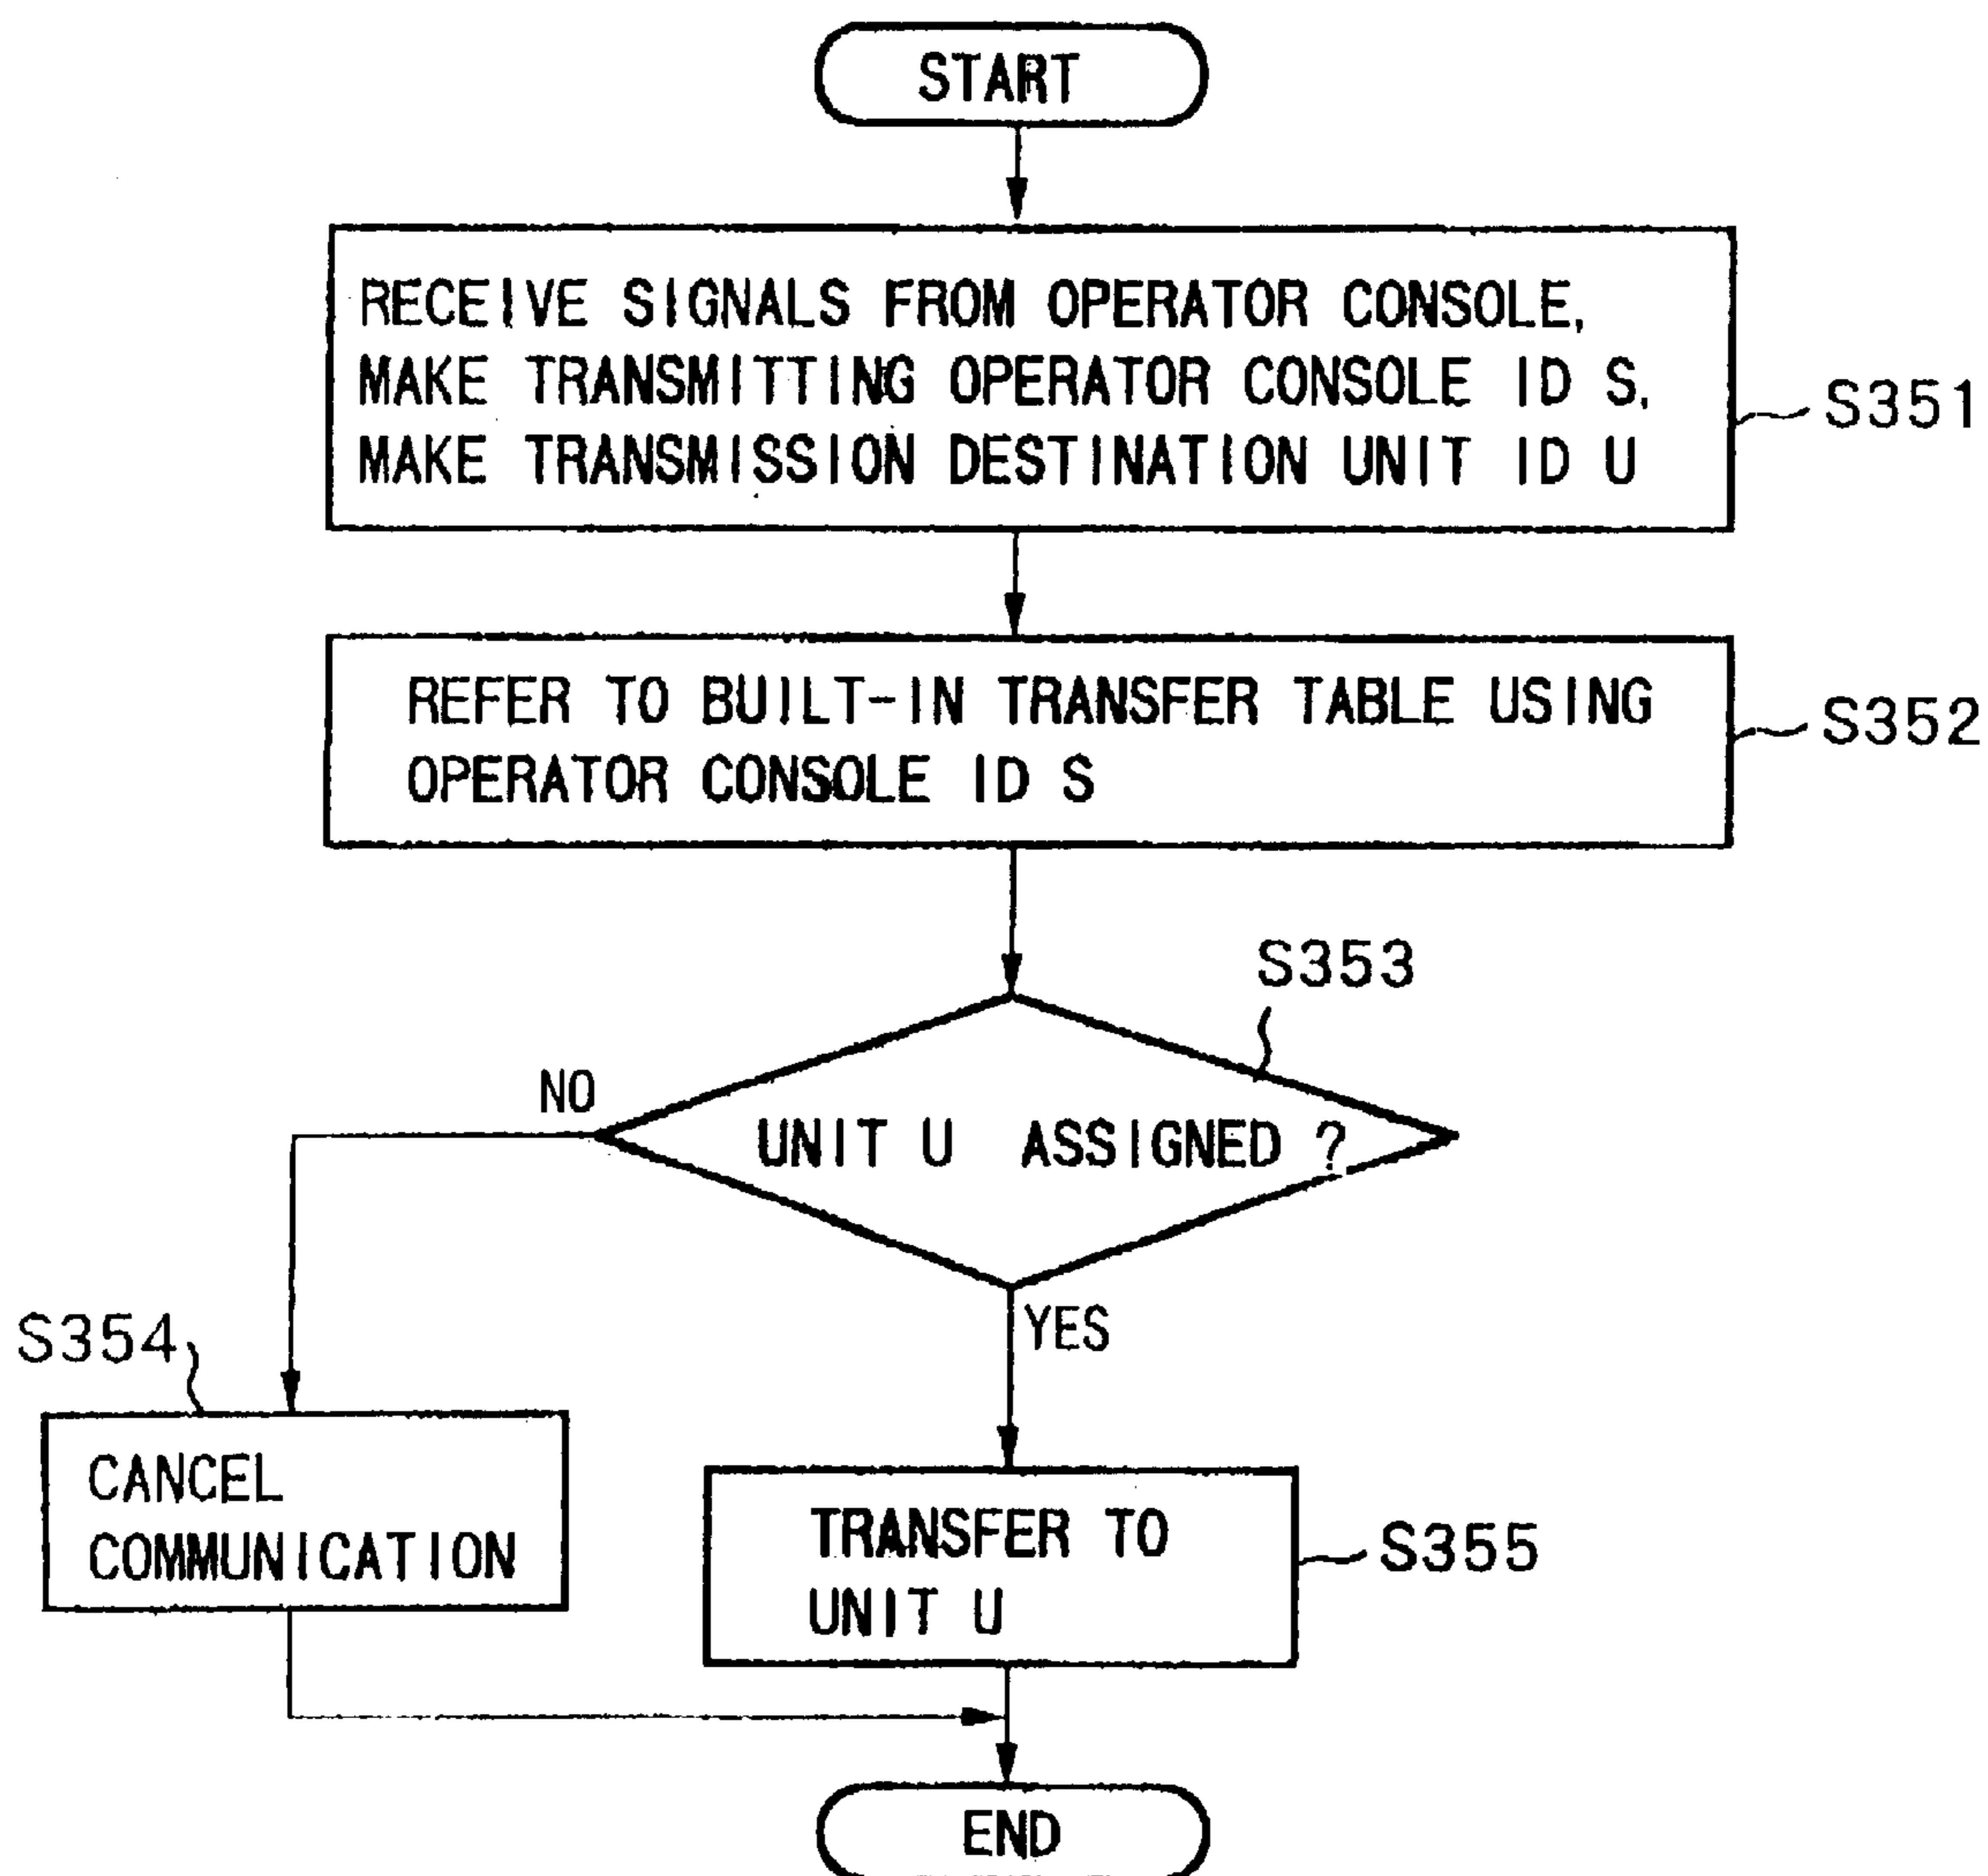 START
RECEIVE SIGNALS FROM OPERATOR CONSOLE,
MAKE TRANSMITTING OPERATOR CONSOLE ID S,
MAKE TRANSMISSION DESTINATION UNIT ID U
S351
REFER TO BUILT-IN TRANSFER TABLE USING
OPERATOR CONSOLE ID S
S352
S353
NO
UNIT U ASSIGNED ?
YES
S354
CANCEL
COMMUNICATION
TRANSFER TO
UNIT U
S355
END